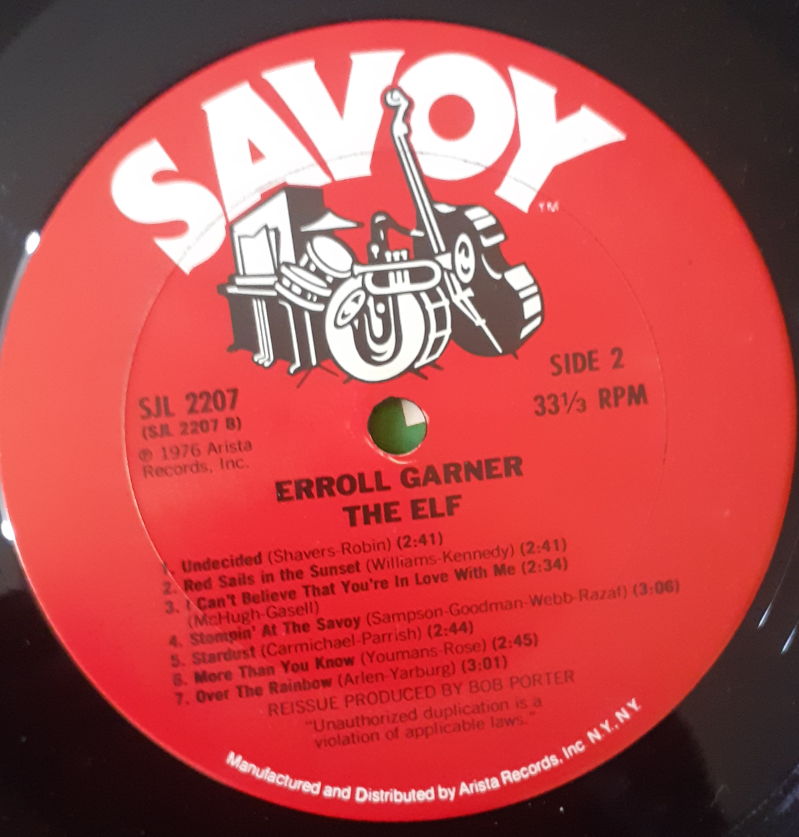 SAVOY
TM
SIDE 2
33⅓ RPM
SJL 2207
(SJL 2207 B)
℗ 1976 Arista
Records, Inc.
ERROLL GARNER
THE ELF
1. Undecided (Shavers-Robin) (2:41)
2. Red Sails in the Sunset (Williams-Kennedy) (2:41)
3. I Can't Believe That You're In Love With Me (2:34)
(McHugh-Gasell)
4. Stompin' At The Savoy (Sampson-Goodman-Webb-Razaf) (3:06)
5. Stardust (Carmichael-Parrish) (2:44)
6. More Than You Know (Youmans-Rose) (2:45)
7. Over The Rainbow (Arlen-Yarburg) (3:01)
REISSUE PRODUCED BY BOB PORTER
"Unauthorized duplication is a
violation of applicable laws."
Manufactured and Distributed by Arista Records, Inc N.Y., N.Y.